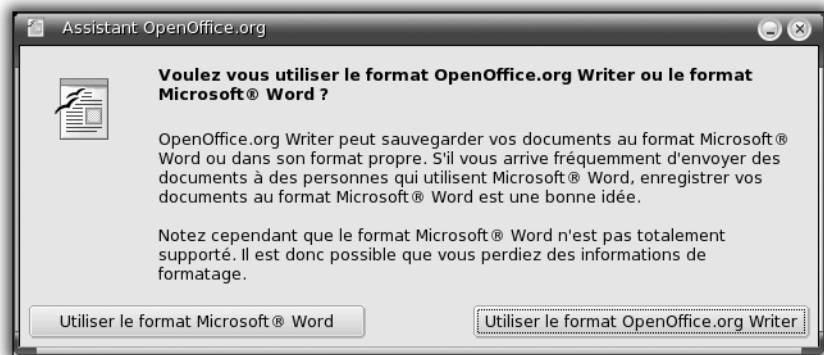 Assistant OpenOffice.org
Voulez vous utiliser le format OpenOffice.org Writer ou le format
Microsoft® Word ?
OpenOffice.org Writer peut sauvegarder vos documents au format Microsoft®
Word ou dans son format propre. S'il vous arrive fréquemment d'envoyer des
documents à des personnes qui utilisent Microsoft® Word, enregistrer vos
documents au format Microsoft® Word est une bonne idée.
Notez cependant que le format Microsoft® Word n'est pas totalement
supporté. Il est donc possible que vous perdiez des informations de
formatage.
Utiliser le format Microsoft® Word
Utiliser le format OpenOffice.org Writer